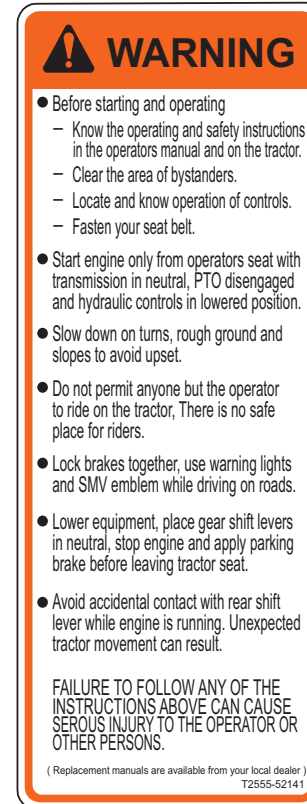 WARNING
● Before starting and operating
– Know the operating and safety instructions
in the operators manual and on the tractor.
– Clear the area of bystanders.
– Locate and know operation of controls.
– Fasten your seat belt.
● Start engine only from operators seat with
transmission in neutral, PTO disengaged
and hydraulic controls in lowered position.
● Slow down on turns, rough ground and
slopes to avoid upset.
● Do not permit anyone but the operator
to ride on the tractor, There is no safe
place for riders.
● Lock brakes together, use warning lights
and SMV emblem while driving on roads.
● Lower equipment, place gear shift levers
in neutral, stop engine and apply parking
brake before leaving tractor seat.
● Avoid accidental contact with rear shift
lever while engine is running. Unexpected
tractor movement can result.
FAILURE TO FOLLOW ANY OF THE
INSTRUCTIONS ABOVE CAN CAUSE
SEROUS INJURY TO THE OPERATOR OR
OTHER PERSONS.
( Replacement manuals are available from your local dealer )
T2555-52141